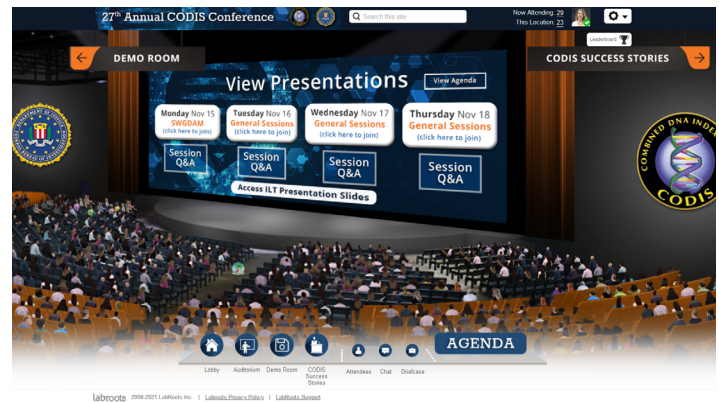 27th Annual CODIS Conference
Search this site
Now Attending: 29
This Location: 23
Leaderboard
DEMO ROOM
CODIS SUCCESS STORIES
View Presentations
View Agenda
Monday Nov 15
SWGDAM
(click here to join)
Tuesday Nov 16
General Sessions
(click here to join)
Wednesday Nov 17
General Sessions
(click here to join)
Thursday Nov 18
General Sessions
(click here to join)
Session
Q&A
Session
Q&A
Session
Q&A
Session
Q&A
Access ILT Presentation Slides
COMBINED DNA INDEX
CODIS
AGENDA
Lobby
Auditorium
Demo Room
CODIS
Success
Stories
Attendees
Chat
Briefcase
labroots 2008-2021 LabRoots Inc. | Labroots Privacy Policy | LabRoots Support